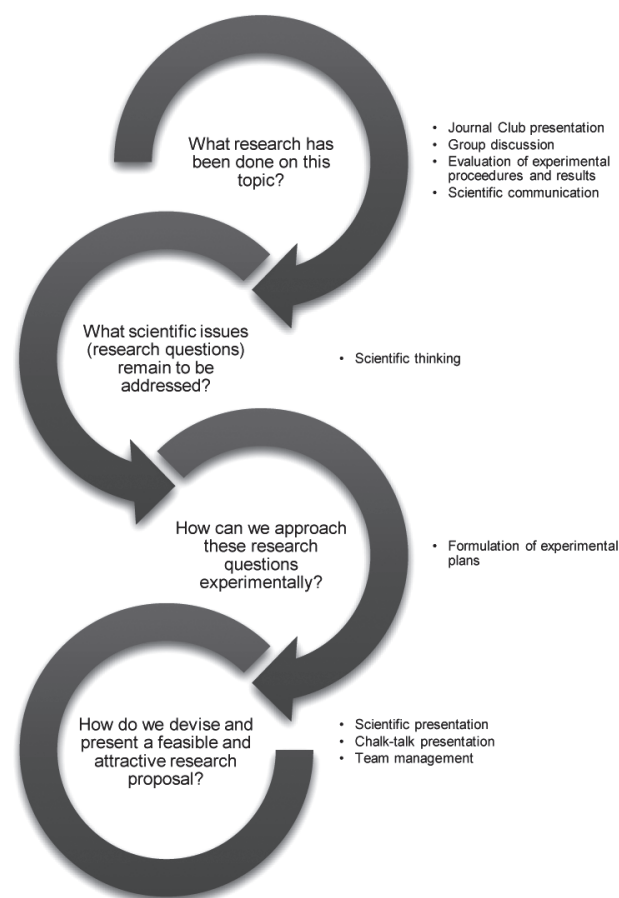 What research has
been done on this
topic?
• Journal Club presentation
• Group discussion
• Evaluation of experimental
proceedures and results
• Scientific communication
What scientific issues
(research questions)
remain to be
addressed?
• Scientific thinking
How can we approach
these research
questions
experimentally?
• Formulation of experimental
plans
How do we devise and
present a feasible and
attractive research
proposal?
• Scientific presentation
• Chalk-talk presentation
• Team management